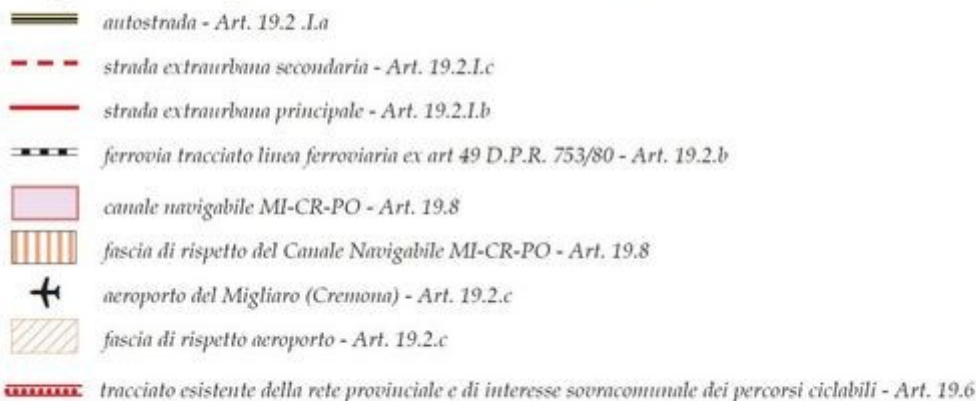 autostrada - Art. 19.2 .I.a
strada extraurbana secondaria - Art. 19.2.I.c
strada extraurbana principale - Art. 19.2.I.b
ferrovia tracciato linea ferroviaria ex art 49 D.P.R. 753/80 - Art. 19.2.b
canale navigabile MI-CR-PO - Art. 19.8
fascia di rispetto del Canale Navigabile MI-CR-PO - Art. 19.8
aeroporto del Migliaro (Cremona) - Art. 19.2.c
fascia di rispetto aeroporto - Art. 19.2.c
tracciato esistente della rete provinciale e di interesse sovracomunale dei percorsi ciclabili - Art. 19.6